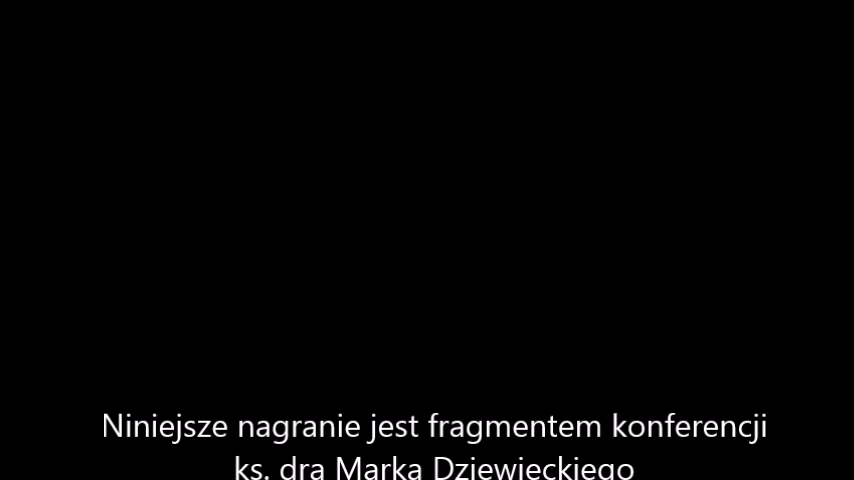 Niniejsze nagranie jest fragmentem konferencji
ks. dra Marka Dziewieckiego